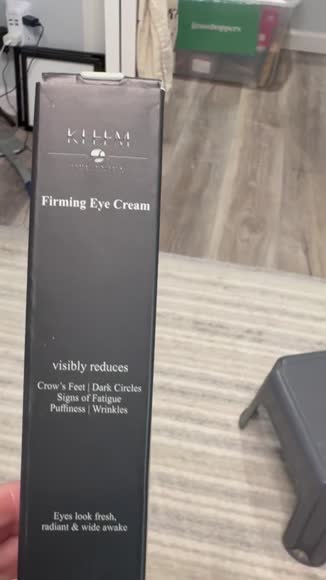 KLEEM
Firming Eye Cream
visibly reduces
Crow's Feet | Dark Circles
Signs of Fatigue
Puffiness | Wrinkles
Eyes look fresh,
radiant & wide awake